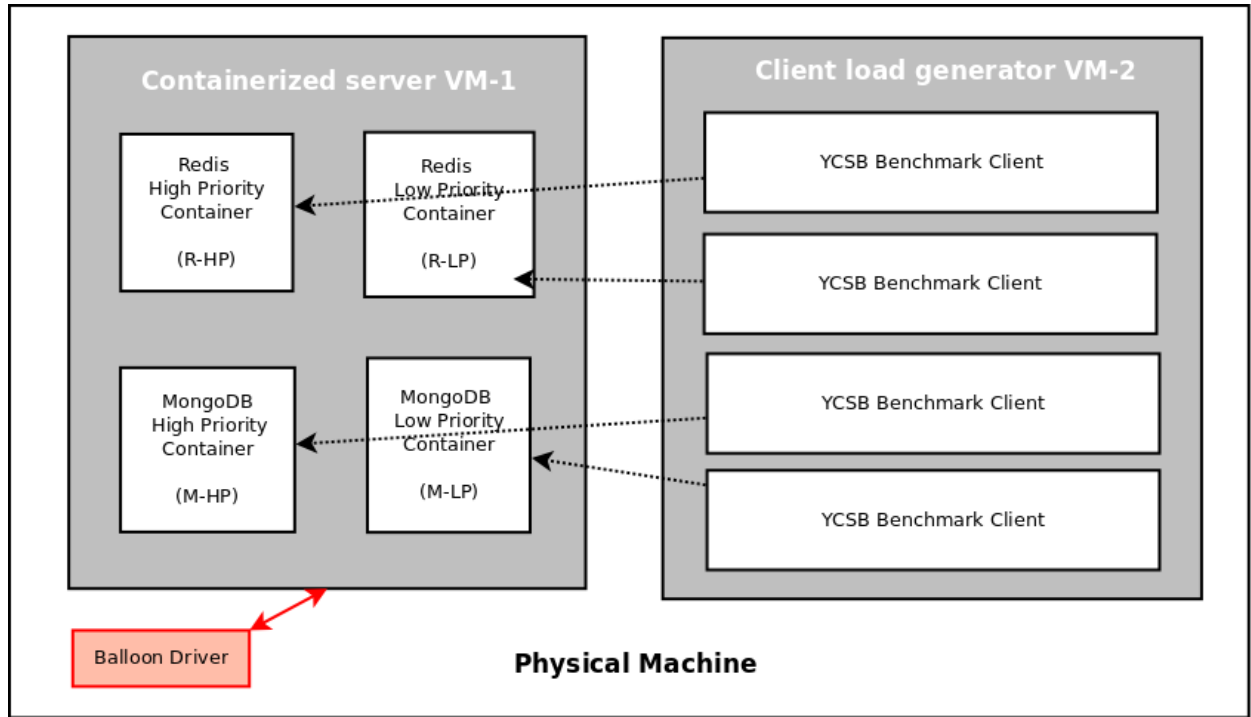 Containerized server VM-1
Redis
High Priority
Container
(R-HP)
Redis
Low Priority
Container
(R-LP)
MongoDB
High Priority
Container
(M-HP)
MongoDB
Low Priority
Container
(M-LP)
Client load generator VM-2
YCSB Benchmark Client
YCSB Benchmark Client
YCSB Benchmark Client
YCSB Benchmark Client
Balloon Driver
Physical Machine